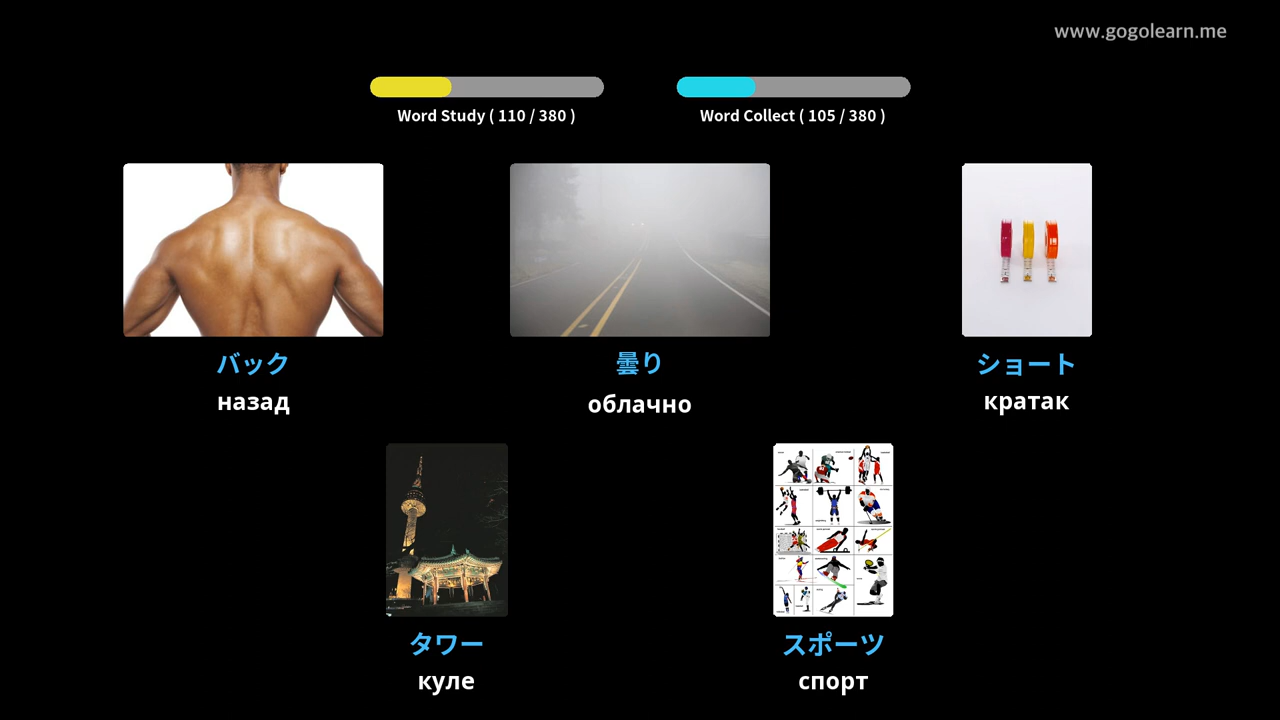 www.gogolearn.me
Word Study ( 110 / 380 )
Word Collect ( 105 / 380 )
バック
назад
曇り
облачно
ショート
кратак
タワー
куле
スポーツ
спорт